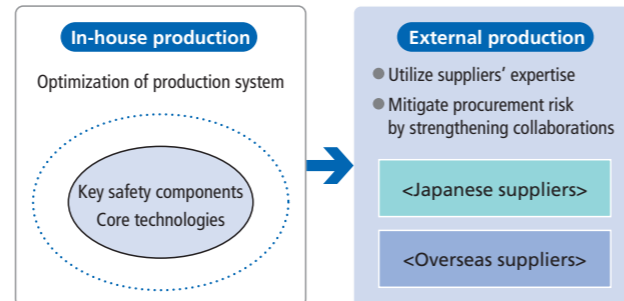 In-house production
Optimization of production system
Key safety components
Core technologies
External production
● Utilize suppliers’ expertise
● Mitigate procurement risk
by strengthening collaborations
<Japanese suppliers>
<Overseas suppliers>